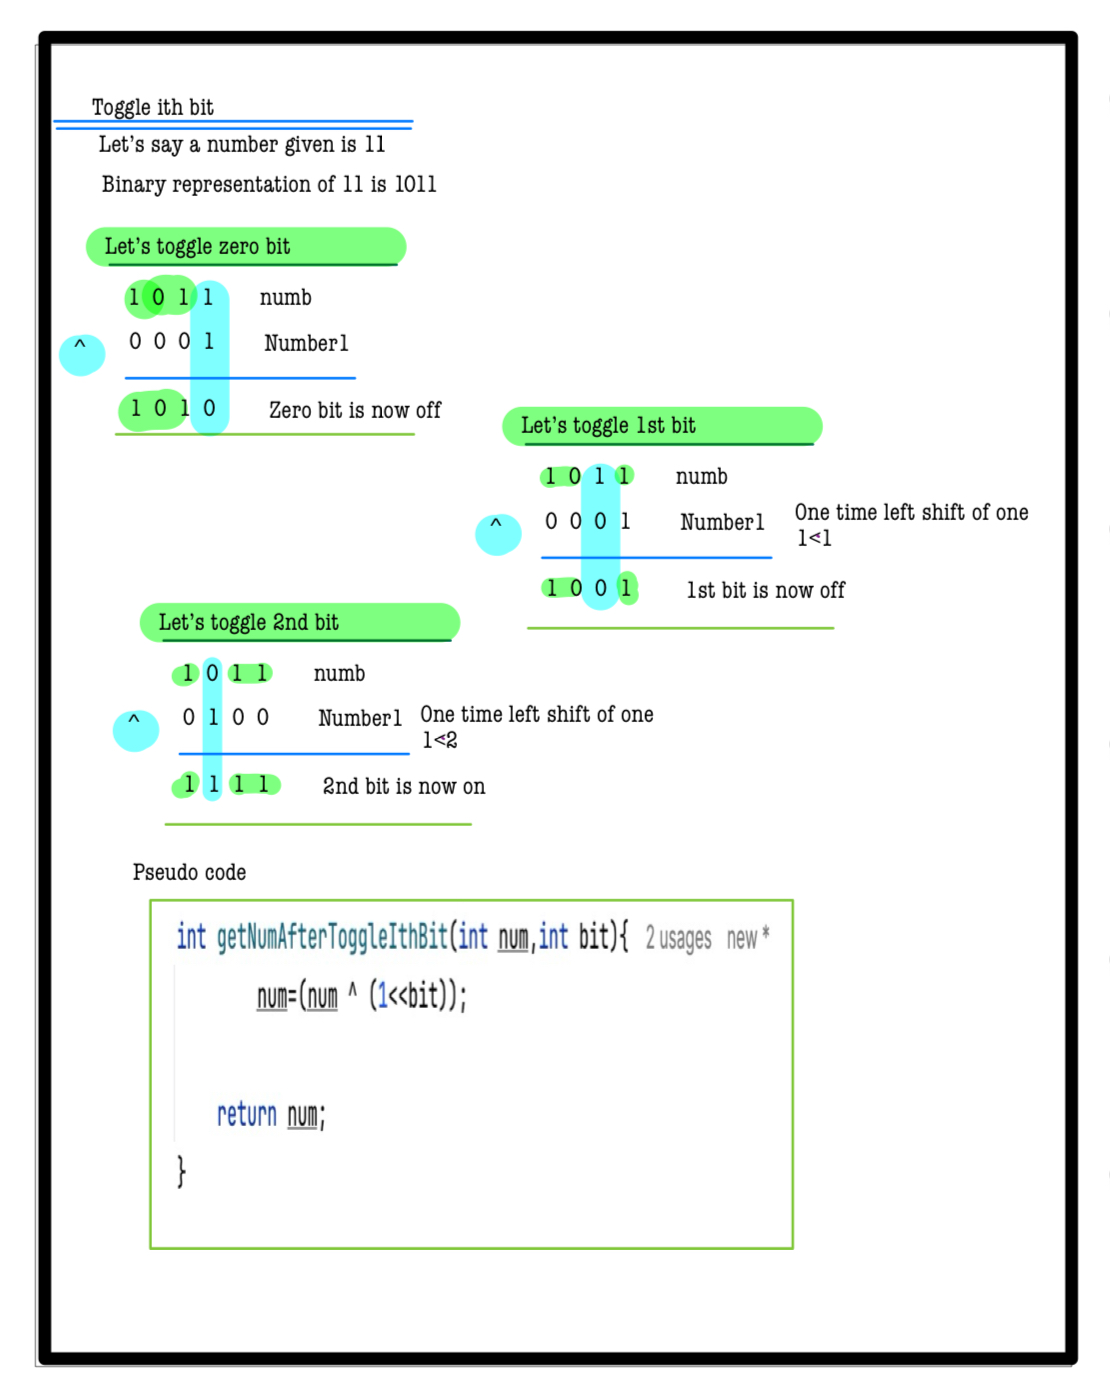 Toggle ith bit
Let's say a number given is 11
Binary representation of 11 is 1011
Let's toggle zero bit
1 0 1 1 numb
^ 0 0 0 1 Number1
1 0 1 0 Zero bit is now off
Let's toggle 1st bit
1 0 1 1 numb
^ 0 0 0 1 Number1 One time left shift of one
1<1
1 0 0 1 1st bit is now off
Let's toggle 2nd bit
1 0 1 1 numb
^ 0 1 0 0 Number1 One time left shift of one
1<2
1 1 1 1 2nd bit is now on
Pseudo code
int getNumAfterToggleIthBit(int num,int bit){ 2 usages new *
num=(num ^ (1<<bit));
return num;
}